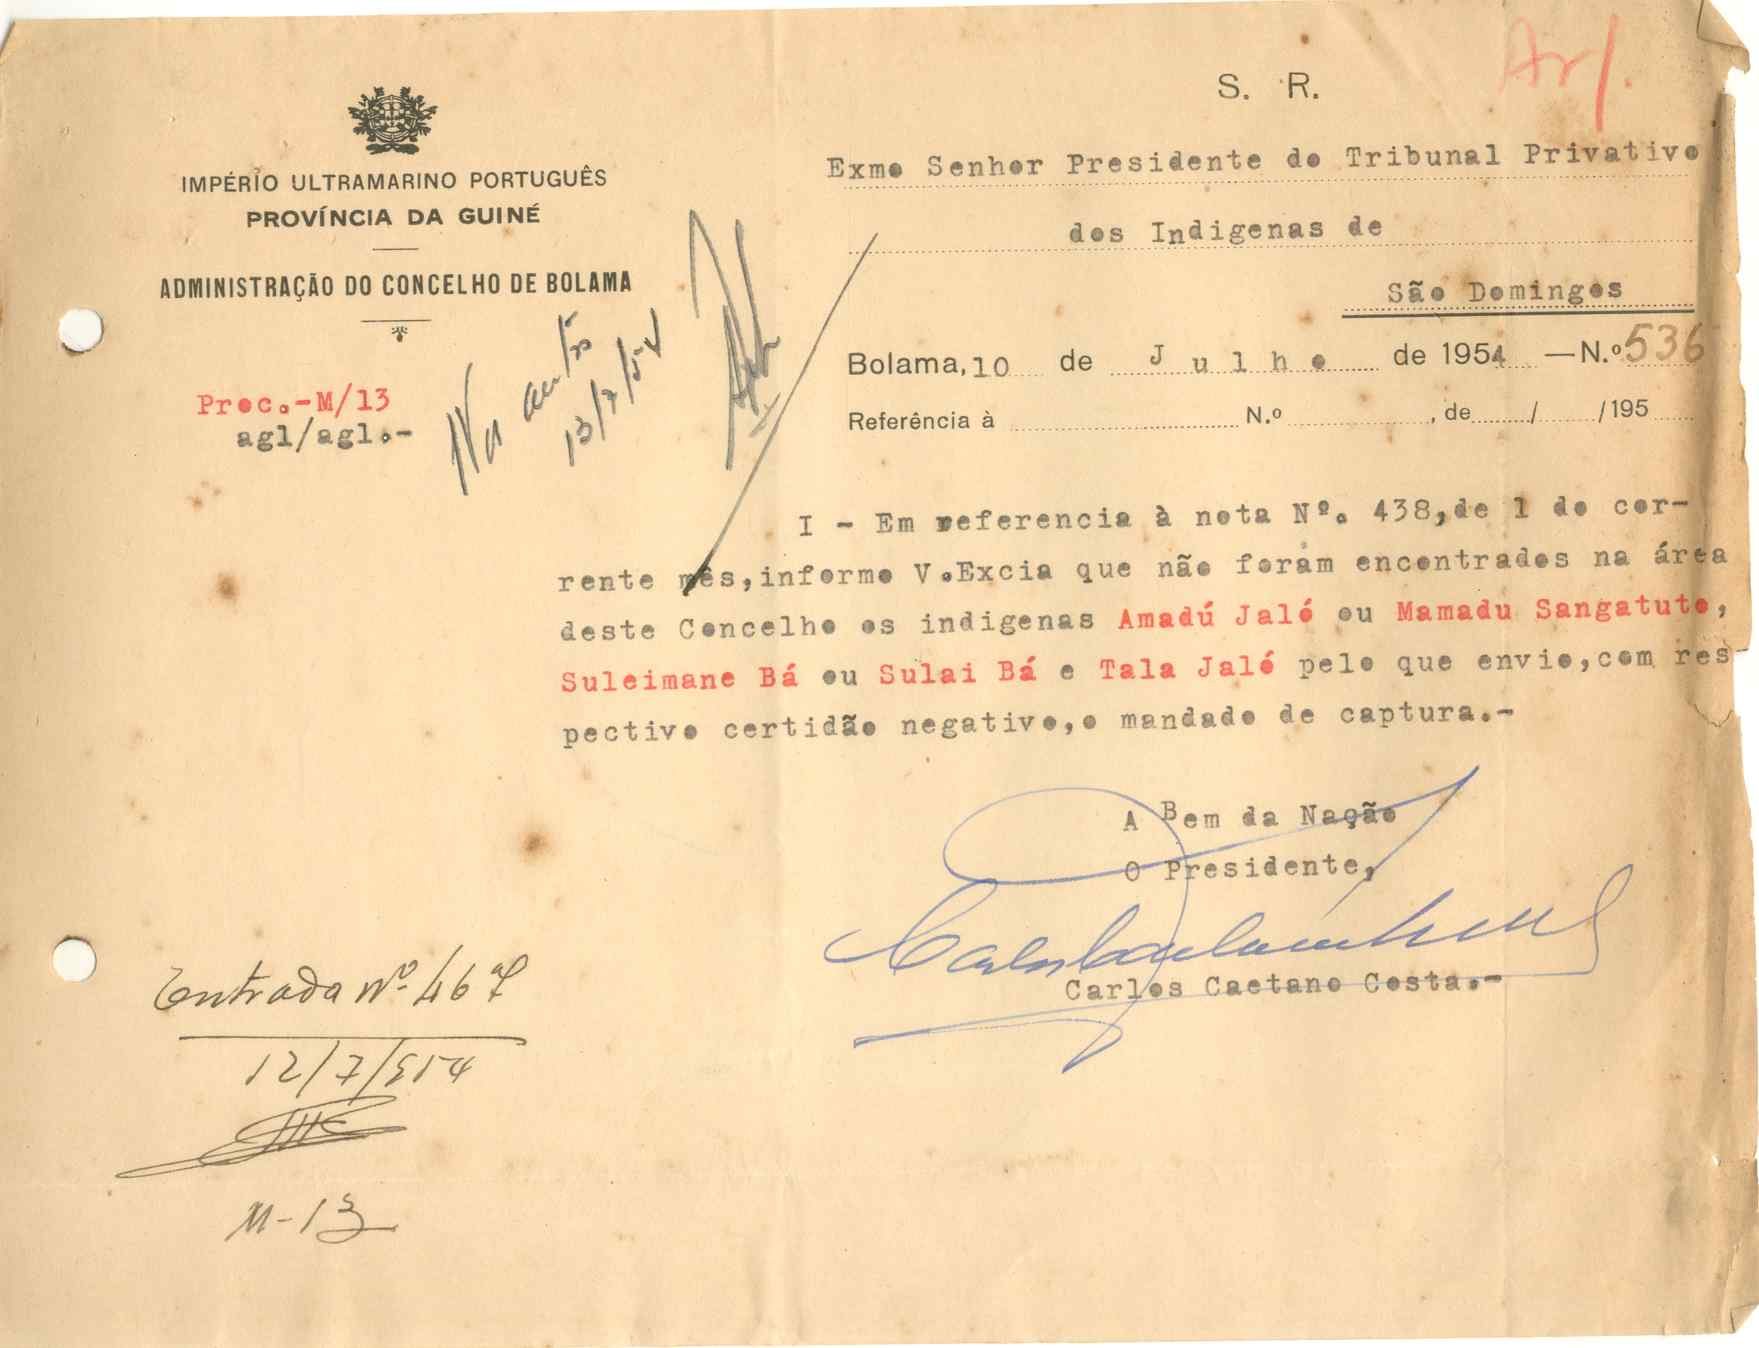 Ar/.
S. R.
IMPÉRIO ULTRAMARINO PORTUGUÊS
PROVÍNCIA DA GUINÉ
ADMINISTRAÇÃO DO CONCELHO DE BOLAMA
Proc.-M/13
agl/agl.-
Exmo Senhor Presidente do Tribunal Privativo
dos Indigenas de
São Domingos
Bolama, 10 de Julho de 1954 — N.º 536
Referência à N.º , de / /195
13/7/54
I - Em referencia à nota Nº. 438,de 1 do cor-
rente mês,informo V.Excia que não foram encontrados na área
deste Concelho os indigenas Amadú Jaló ou Mamadu Sangatuto,
Suleimane Bá ou Sulai Bá e Tala Jaló pelo que envio,com res
pectivo certidão negativo,o mandado de captura.-
A Bem da Nação
O Presidente,
Carlos Caetano Costa.-
Entrada Nº
12/7/954
M-13